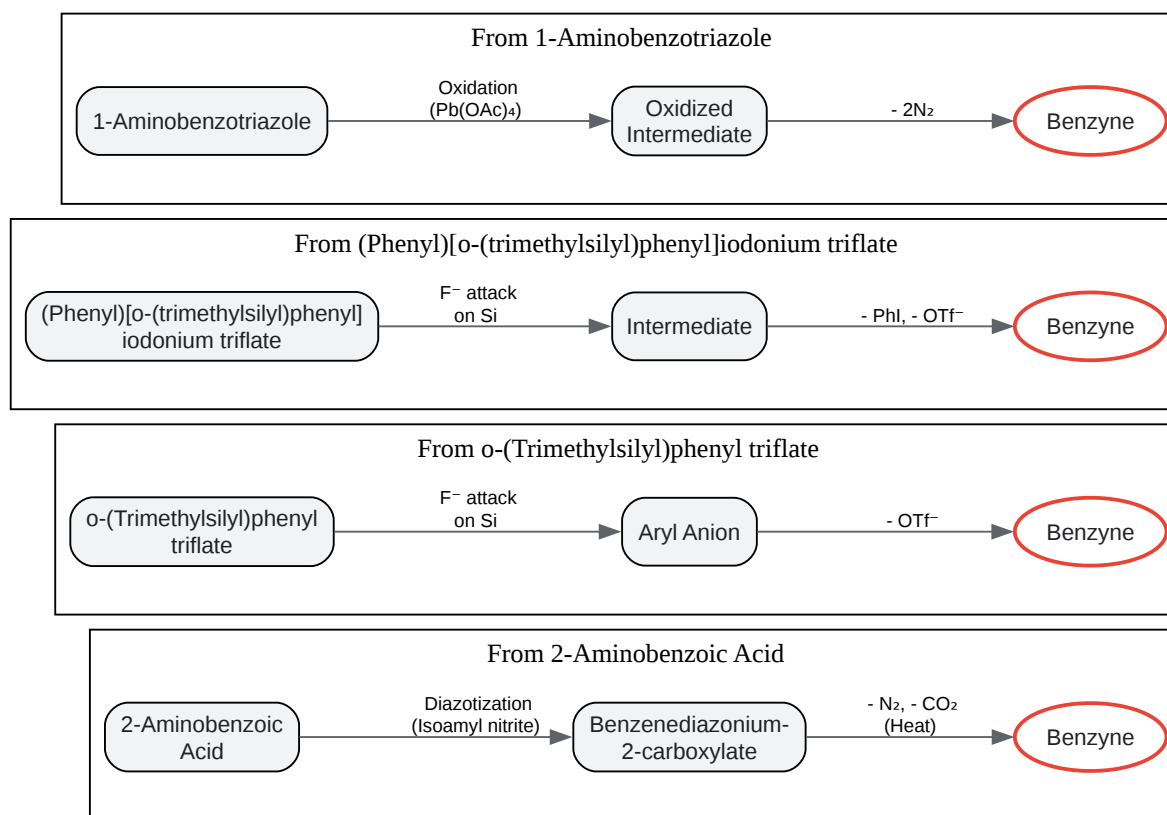 From 1-Aminobenzotriazole
1-Aminobenzotriazole
Oxidation
(Pb(OAc)₄)
Oxidized
Intermediate
- 2N₂
Benzyne
From (Phenyl)[o-(trimethylsilyl)phenyl]iodonium triflate
(Phenyl)[o-(trimethylsilyl)phenyl]
iodonium triflate
F⁻ attack
on Si
Intermediate
- PhI, - OTf⁻
Benzyne
From o-(Trimethylsilyl)phenyl triflate
o-(Trimethylsilyl)phenyl
triflate
F⁻ attack
on Si
Aryl Anion
- OTf⁻
Benzyne
From 2-Aminobenzoic Acid
2-Aminobenzoic
Acid
Diazotization
(Isoamyl nitrite)
Benzenediazonium-
2-carboxylate
- N₂, - CO₂
(Heat)
Benzyne